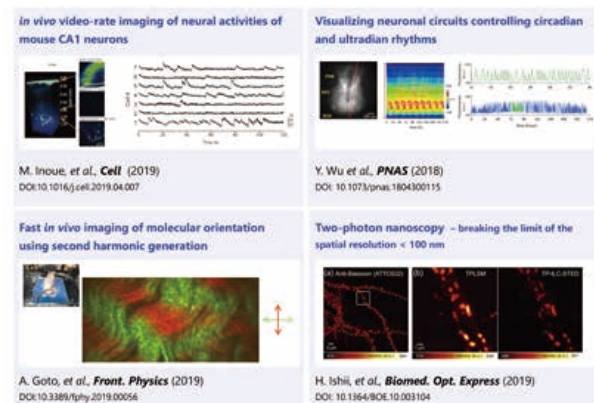 in vivo video-rate imaging of neural activities of
mouse CA1 neurons
M. Inoue, et al., Cell (2019)
DOI:10.1016/j.cell.2019.04.007
Visualizing neuronal circuits controlling circadian
and ultradian rhythms
Y. Wu et al., PNAS (2018)
DOI: 10.1073/pnas.1804300115
Fast in vivo imaging of molecular orientation
using second harmonic generation
A. Goto, et al., Front. Physics (2019)
DOI:10.3389/fphy.2019.00056
Two-photon nanoscopy – breaking the limit of the
spatial resolution < 100 nm
(a) Anti-Bassoon (ATTO532)
(b) TPLSM
H. Ishii, et al., Biomed. Opt. Express (2019)
DOI: 10.1364/BOE.10.003104